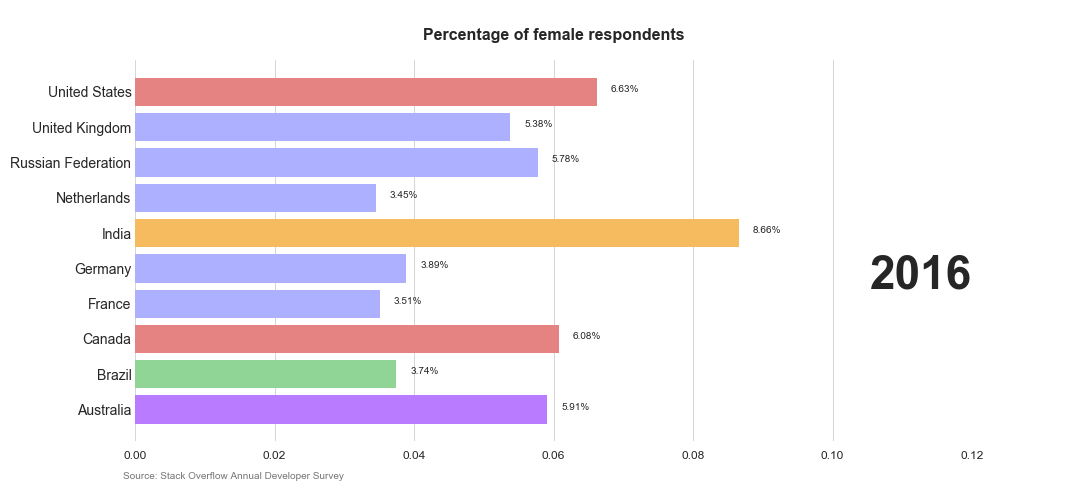 Percentage of female respondents
United States 6.63%
United Kingdom 5.38%
Russian Federation 5.78%
Netherlands 3.45%
India 8.66%
Germany 3.89%
2016
France 3.51%
Canada 6.08%
Brazil 3.74%
Australia 5.91%
0.00 0.02 0.04 0.06 0.08 0.10 0.12
Source: Stack Overflow Annual Developer Survey